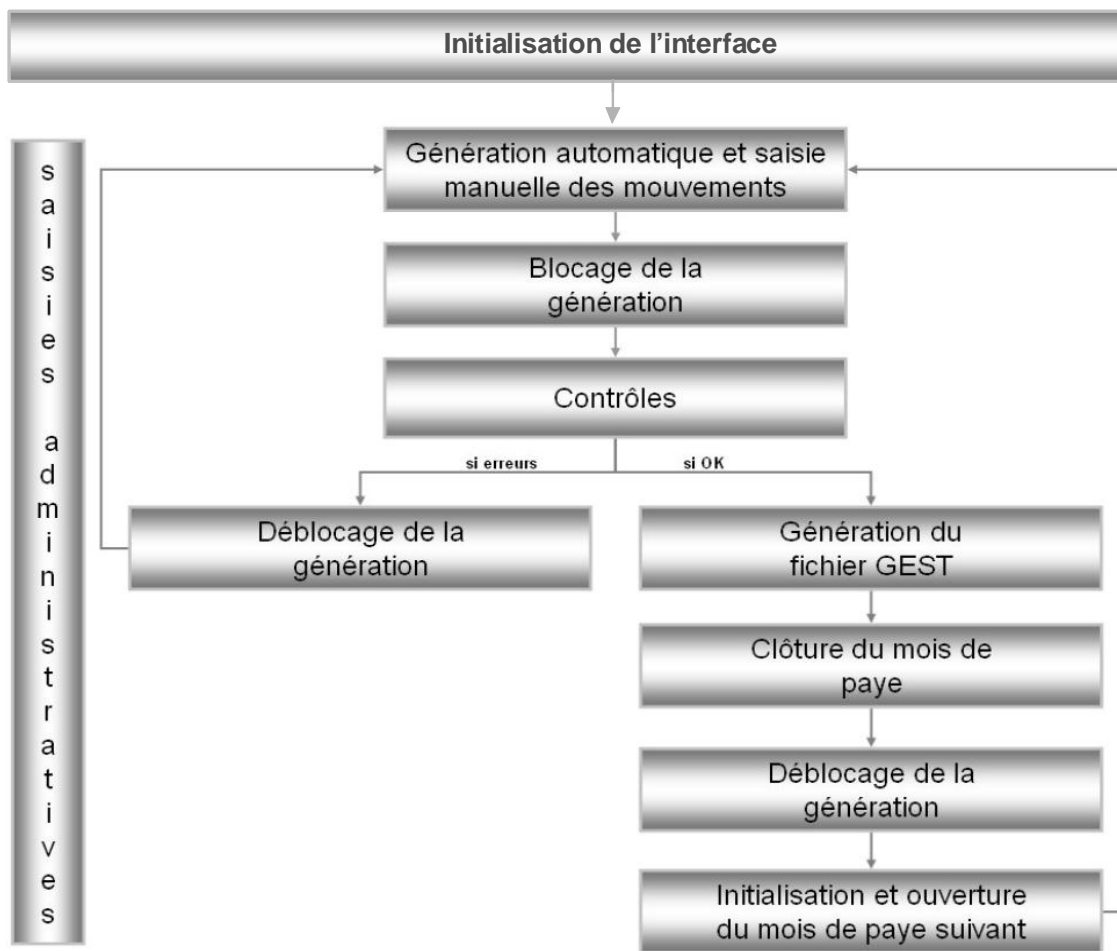 Initialisation de l’interface
saisies administratives
Génération automatique et saisie
manuelle des mouvements
Blocage de la
génération
Contrôles
si erreurs
si OK
Déblocage de la
génération
Génération du
fichier GEST
Clôture du mois de
paye
Déblocage de la
génération
Initialisation et ouverture
du mois de paye suivant